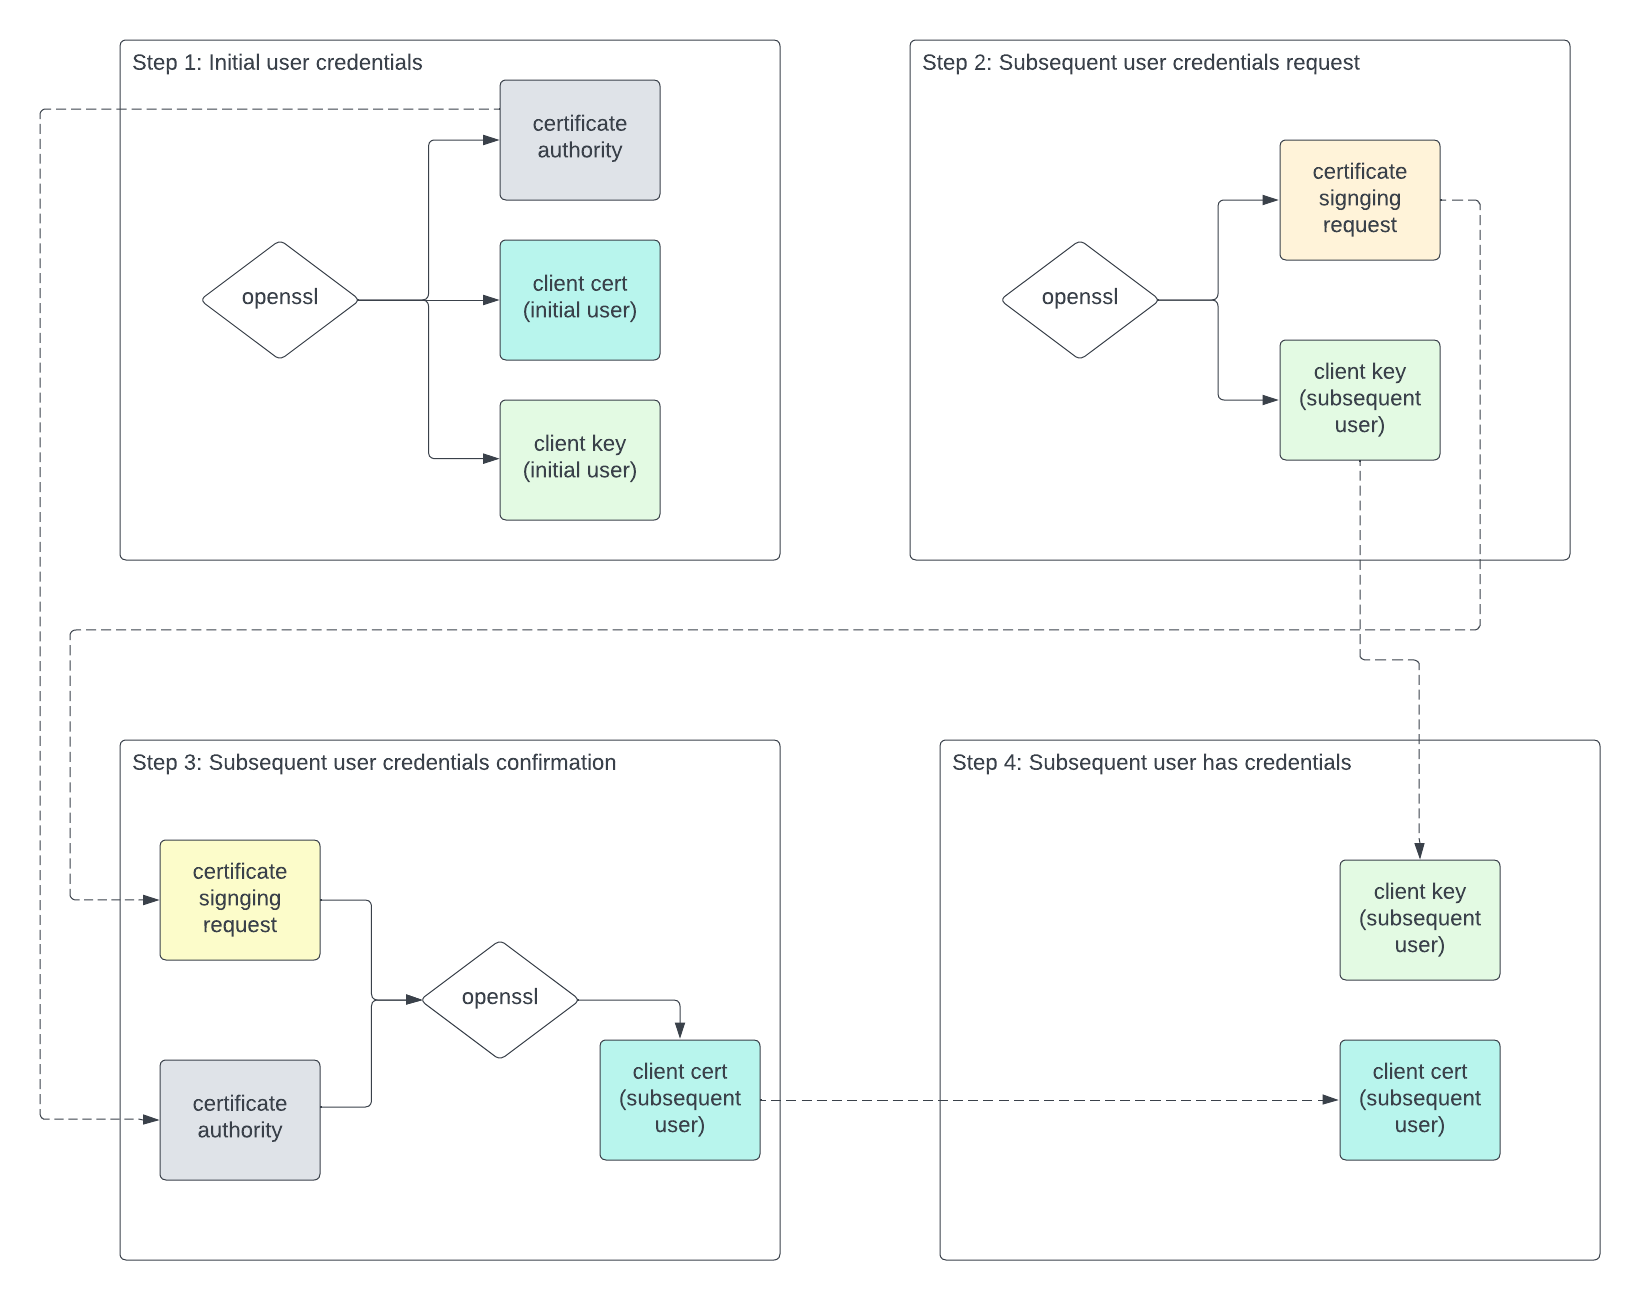 Step 1: Initial user credentials
certificate
authority
openssl
client cert
(initial user)
client key
(initial user)
Step 2: Subsequent user credentials request
certificate
signging
request
openssl
client key
(subsequent
user)
Step 3: Subsequent user credentials confirmation
certificate
signging
request
openssl
certificate
authority
client cert
(subsequent
user)
Step 4: Subsequent user has credentials
client key
(subsequent
user)
client cert
(subsequent
user)